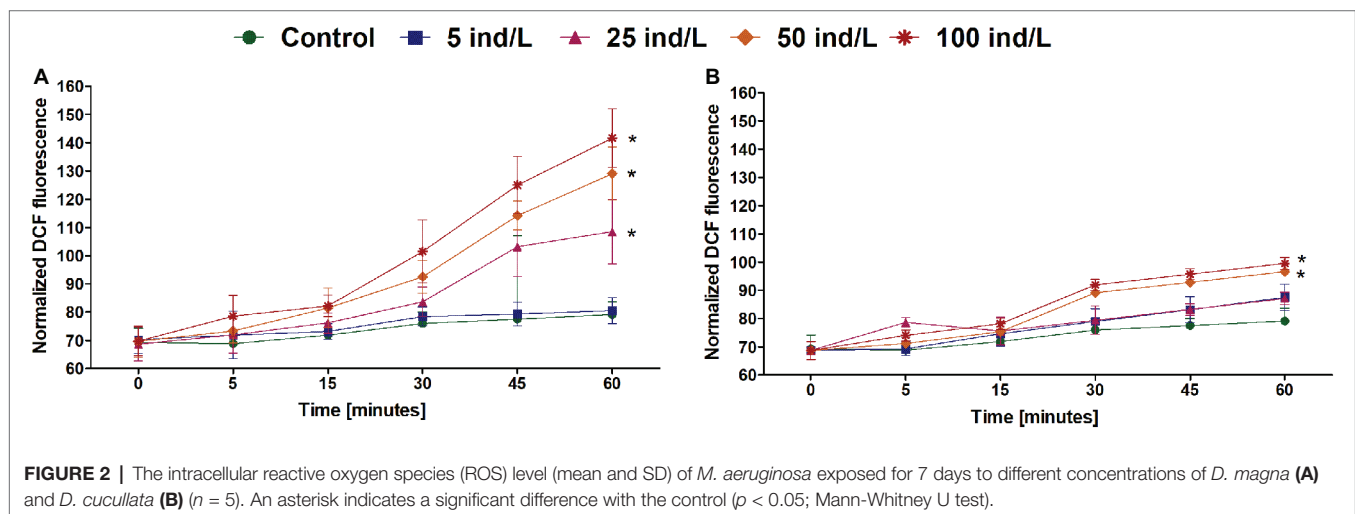 Control 5 ind/L 25 ind/L 50 ind/L 100 ind/L
A
Normalized DCF fluorescence
160
150
140
130
120
110
100
90
80
70
60
*
*
*
0 5 15 30 45 60
Time [minutes]
B
Normalized DCF fluorescence
160
150
140
130
120
110
100
90
80
70
60
*
*
0 5 15 30 45 60
Time [minutes]
FIGURE 2 | The intracellular reactive oxygen species (ROS) level (mean and SD) of M. aeruginosa exposed for 7 days to different concentrations of D. magna (A)
and D. cucullata (B) (n = 5). An asterisk indicates a significant difference with the control (p < 0.05; Mann-Whitney U test).